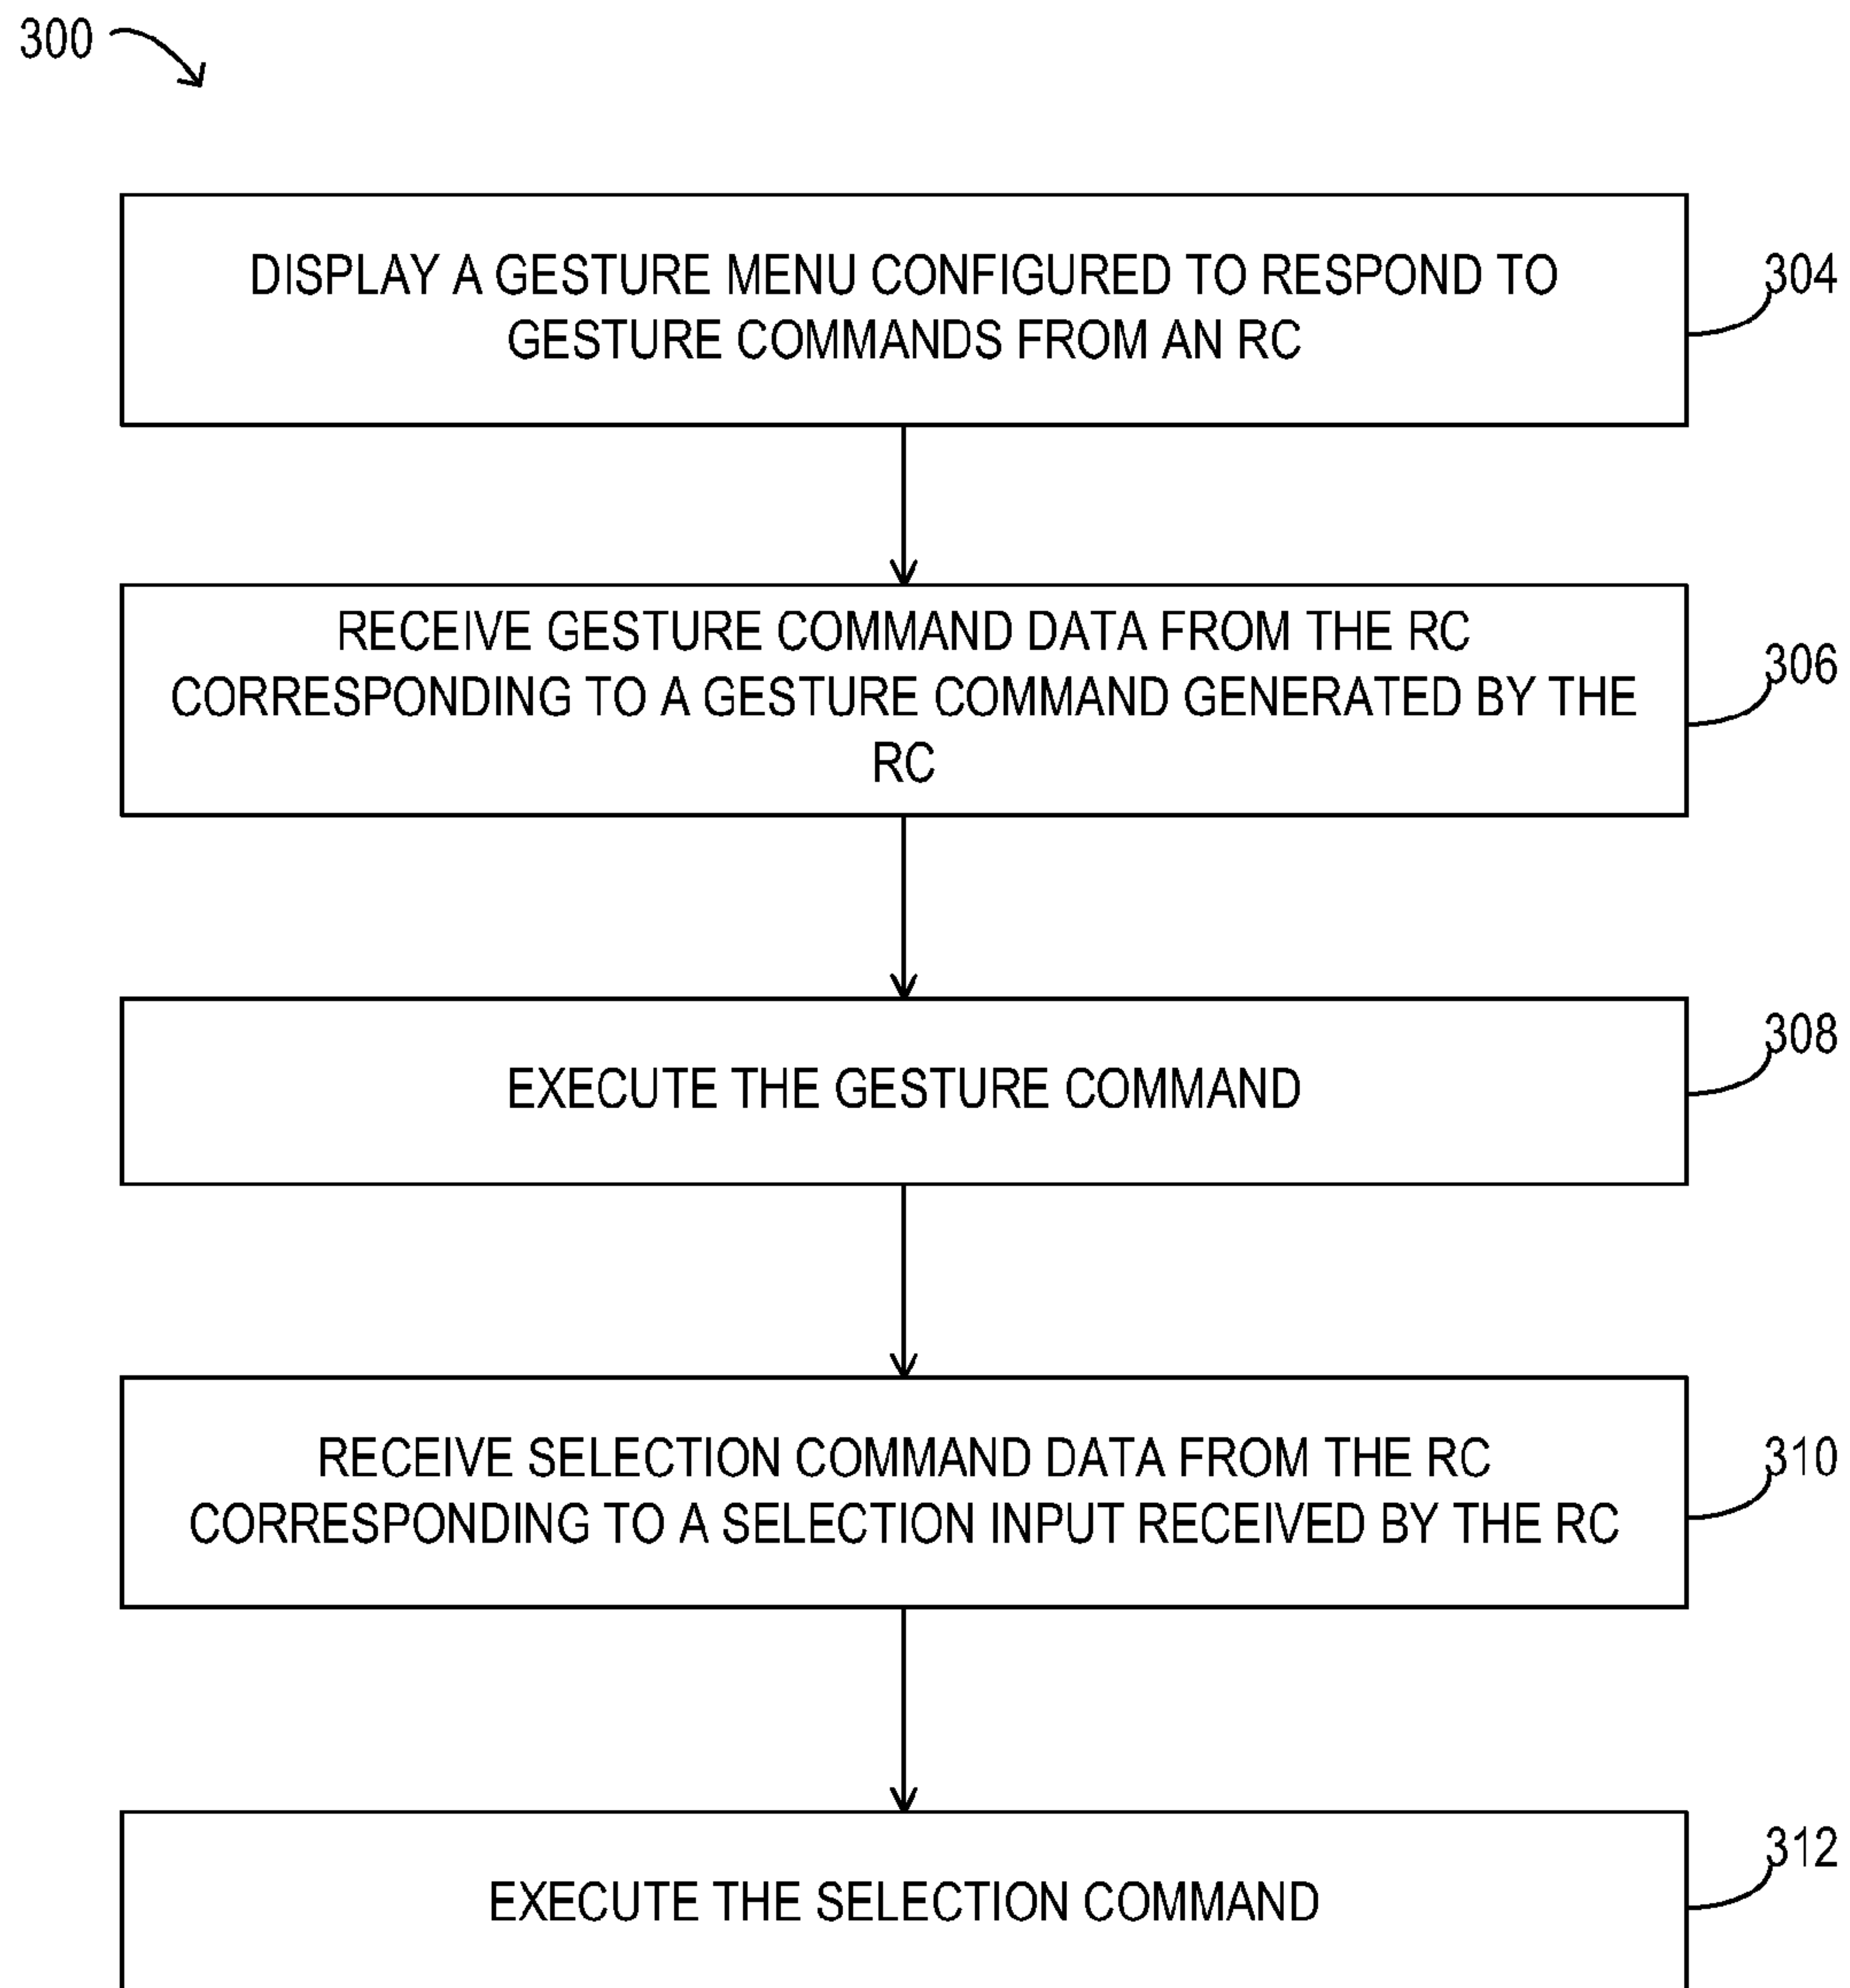 300
DISPLAY A GESTURE MENU CONFIGURED TO RESPOND TO
GESTURE COMMANDS FROM AN RC
304
RECEIVE GESTURE COMMAND DATA FROM THE RC
CORRESPONDING TO A GESTURE COMMAND GENERATED BY THE
RC
306
EXECUTE THE GESTURE COMMAND
308
RECEIVE SELECTION COMMAND DATA FROM THE RC
CORRESPONDING TO A SELECTION INPUT RECEIVED BY THE RC
310
EXECUTE THE SELECTION COMMAND
312